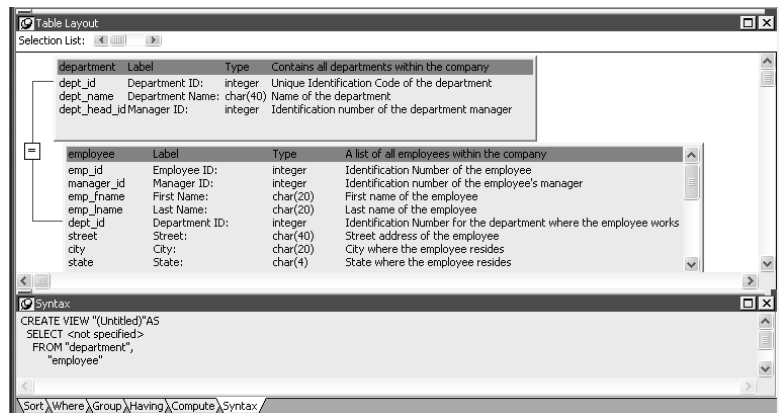 Table Layout
Selection List:
department Label Type Contains all departments within the company
dept_id Department ID: integer Unique Identification Code of the department
dept_name Department Name: char(40) Name of the department
dept_head_id Manager ID: integer Identification number of the department manager
=
employee Label Type A list of all employees within the company
emp_id Employee ID: integer Identification Number of the employee
manager_id Manager ID: integer Identification number of the employee's manager
emp_fname First Name: char(20) First name of the employee
emp_lname Last Name: char(20) Last name of the employee
dept_id Department ID: integer Identification Number for the department where the employee works
street Street: char(40) Street address of the employee
city City: char(20) City where the employee resides
state State: char(4) State where the employee resides
Syntax
CREATE VIEW "(Untitled)"AS
SELECT <not specified>
FROM "department",
"employee"
Sort Where Group Having Compute Syntax